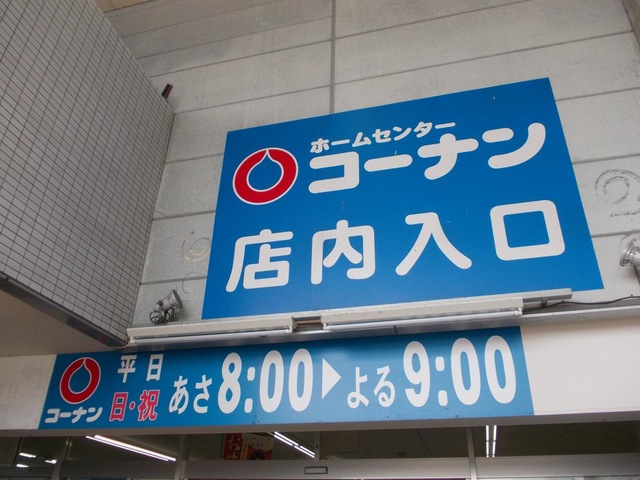 ホームセンター
コーナン
店内入口
コーナン
平日
日・祝
あさ8:00▶よる9:00